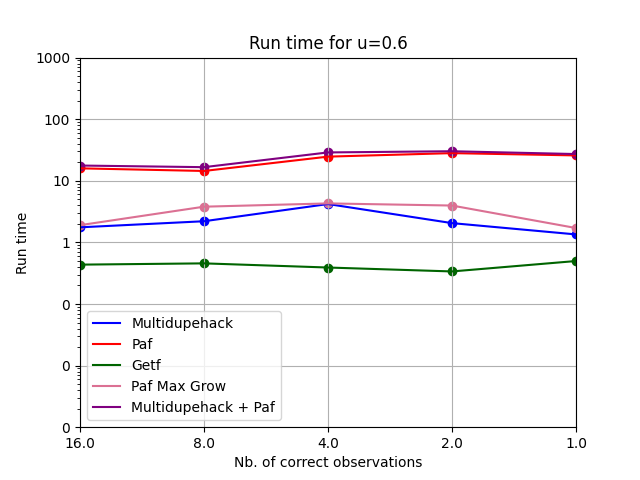 Run time for u=0.6
1000
100
10
1
0
0
0
Run time
Multidupehack
Paf
Getf
Paf Max Grow
Multidupehack + Paf
16.0 8.0 4.0 2.0 1.0
Nb. of correct observations